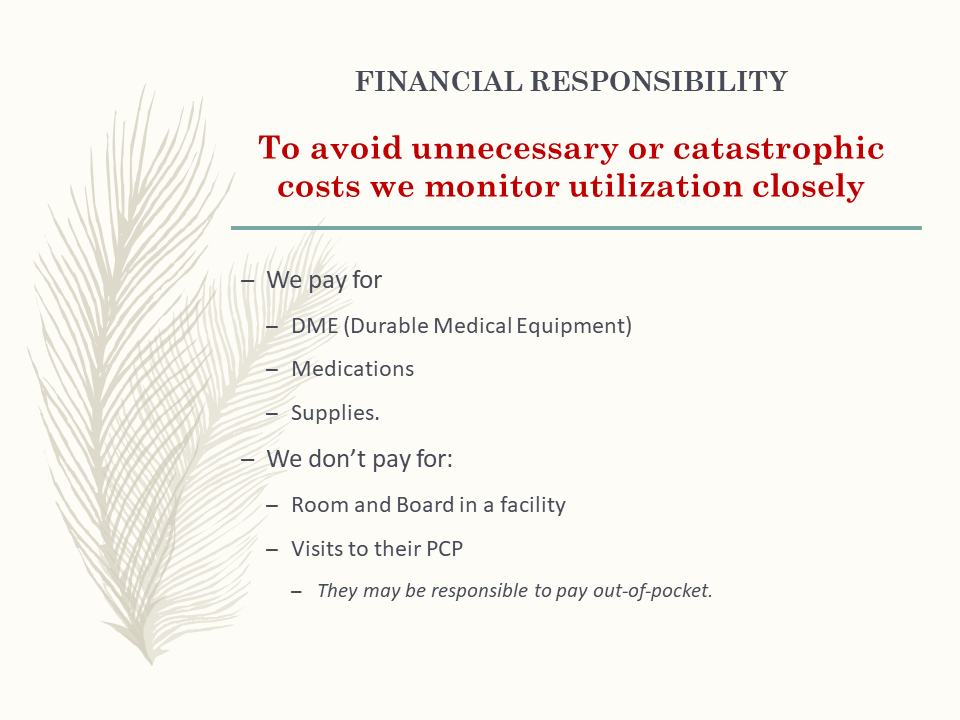 FINANCIAL RESPONSIBILITY
To avoid unnecessary or catastrophic
costs we monitor utilization closely
– We pay for
– DME (Durable Medical Equipment)
– Medications
– Supplies.
– We don’t pay for:
– Room and Board in a facility
– Visits to their PCP
– They may be responsible to pay out-of-pocket.